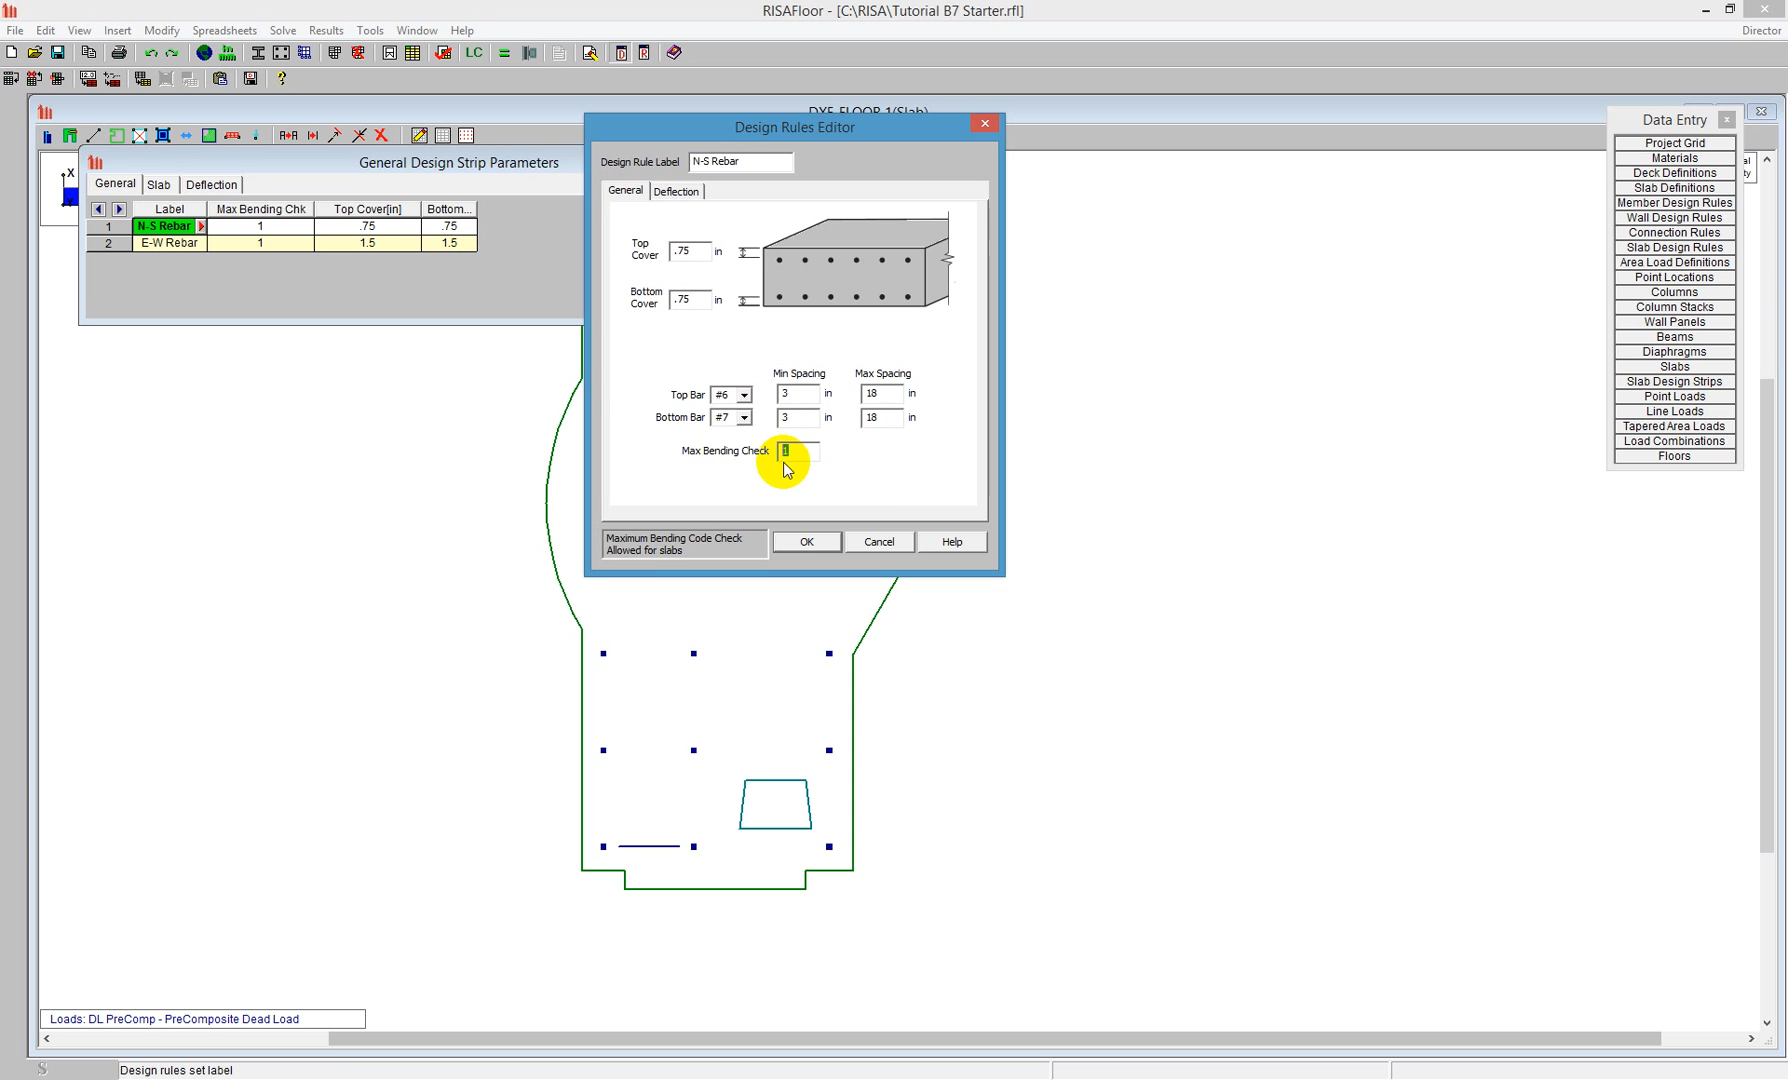 RISAFloor - [C:\RISA\Tutorial B7 Starter.rfl]
File Edit View Insert Modify Spreadsheets Solve Results Tools Window Help Director
LC D R
General Design Strip Parameters
General Slab Deflection
Label Max Bending Chk Top Cover[in] Bottom...
1 N-S Rebar 1 .75 .75
2 E-W Rebar 1 1.5 1.5
Design Rules Editor
Design Rule Label N-S Rebar
General Deflection
Top Cover .75 in
Bottom Cover .75 in
Min Spacing Max Spacing
Top Bar #6 3 in 18 in
Bottom Bar #7 3 in 18 in
Max Bending Check 1
Maximum Bending Code Check
Allowed for slabs
OK Cancel Help
Data Entry
Project Grid
Materials
Deck Definitions
Slab Definitions
Member Design Rules
Wall Design Rules
Connection Rules
Slab Design Rules
Area Load Definitions
Point Locations
Columns
Column Stacks
Wall Panels
Beams
Diaphragms
Slabs
Slab Design Strips
Point Loads
Line Loads
Tapered Area Loads
Load Combinations
Floors
X
Loads: DL PreComp - PreComposite Dead Load
S Design rules set label